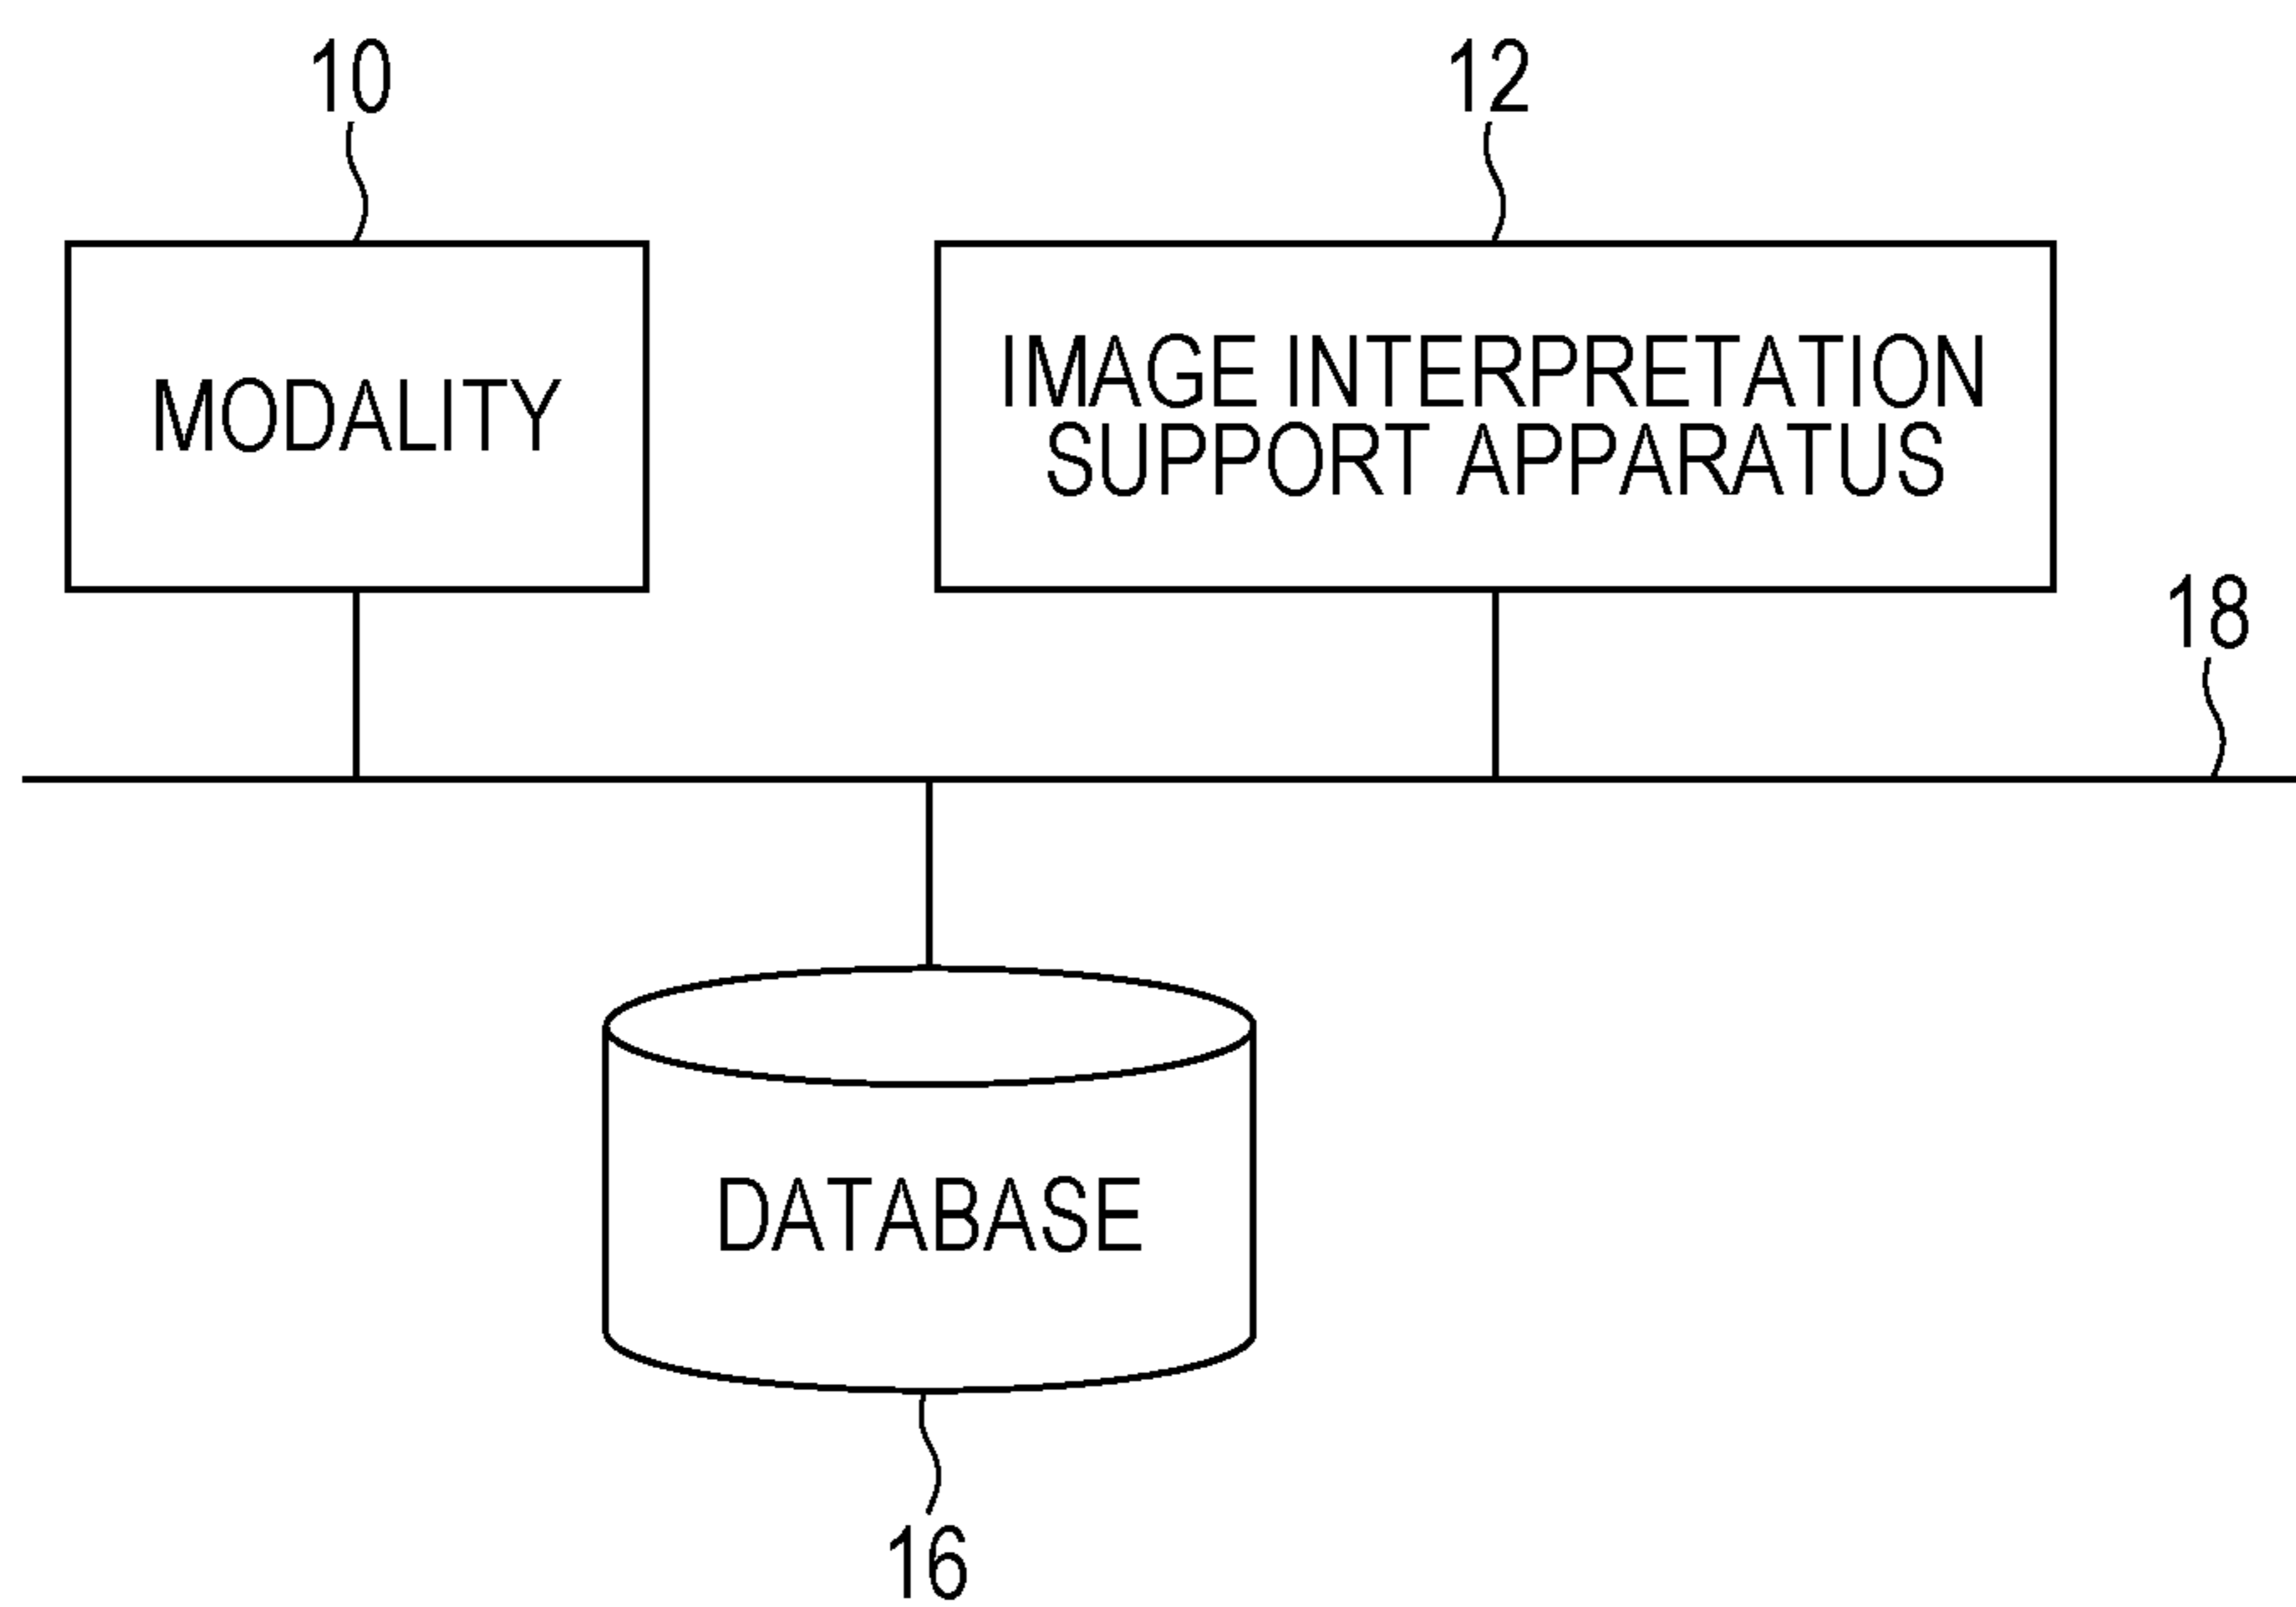 10
12
MODALITY
IMAGE INTERPRETATION
SUPPORT APPARATUS
18
DATABASE
16